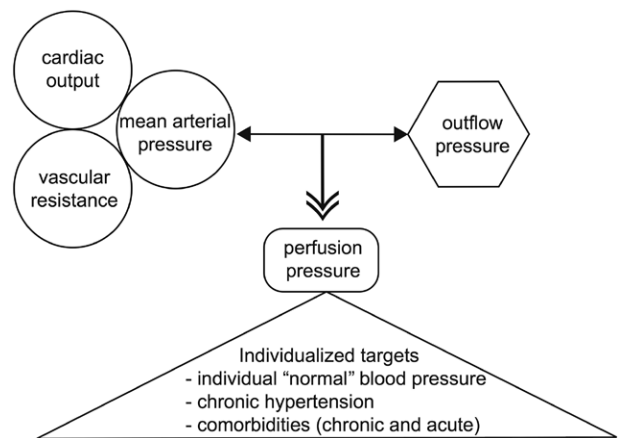 cardiac
output
mean arterial
pressure
vascular
resistance
outflow
pressure
perfusion
pressure
Individualized targets
- individual “normal” blood pressure
- chronic hypertension
- comorbidities (chronic and acute)